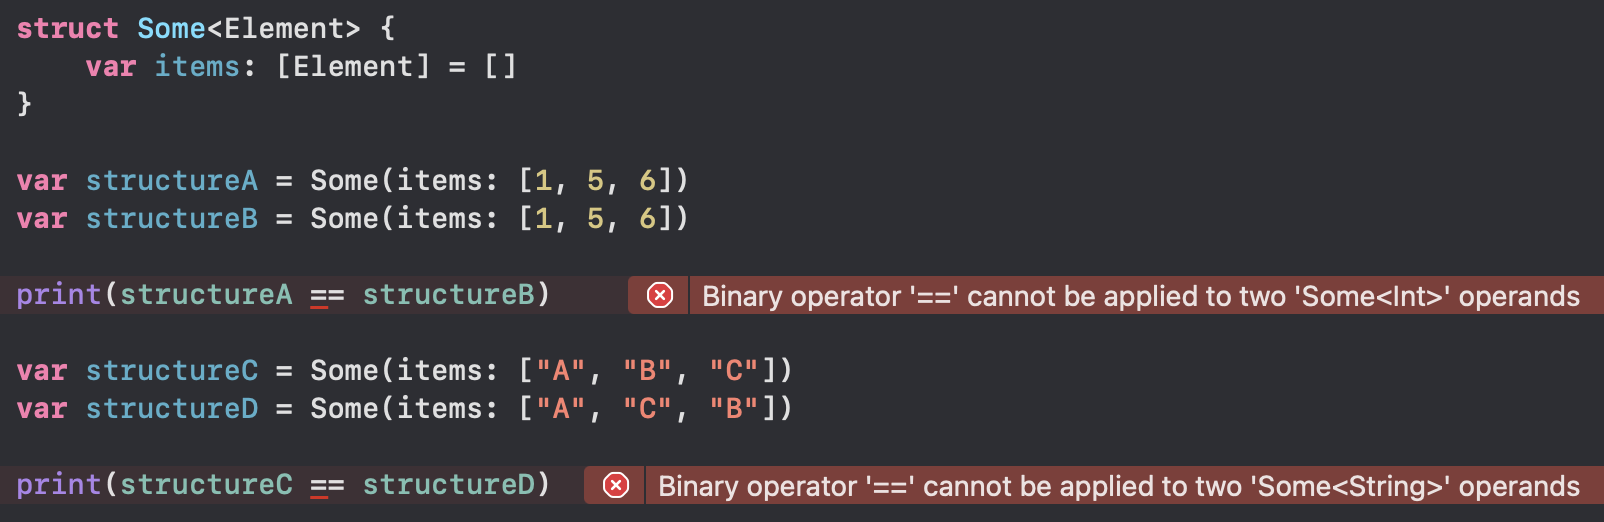 struct Some<Element> {
    var items: [Element] = []
}
var structureA = Some(items: [1, 5, 6])
var structureB = Some(items: [1, 5, 6])
print(structureA == structureB) Binary operator '==' cannot be applied to two 'Some<Int>' operands
var structureC = Some(items: ["A", "B", "C"])
var structureD = Some(items: ["A", "C", "B"])
print(structureC == structureD) Binary operator '==' cannot be applied to two 'Some<String>' operands